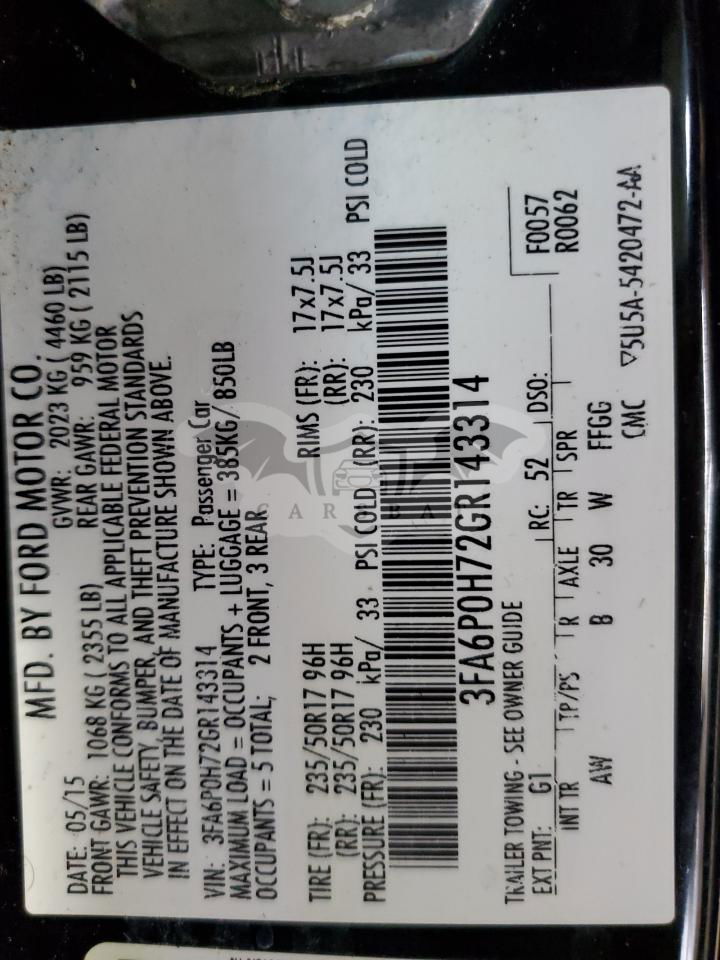 MFD. BY FORD MOTOR CO.
DATE: 05/15 GVWR: 2023 KG ( 4460 LB)
FRONT GAWR: 1068 KG ( 2355 LB) REAR GAWR: 959 KG ( 2115 LB)
THIS VEHICLE CONFORMS TO ALL APPLICABLE FEDERAL MOTOR
VEHICLE SAFETY, BUMPER, AND THEFT PREVENTION STANDARDS
IN EFFECT ON THE DATE OF MANUFACTURE SHOWN ABOVE.
VIN: 3FA6P0H72GR143314 TYPE: Passenger Car
MAXIMUM LOAD = OCCUPANTS + LUGGAGE = 385KG/ 850LB
OCCUPANTS = 5 TOTAL; 2 FRONT, 3 REAR
TIRE (FR): 235/50R17 96H RIMS (FR): 17x7.5J
(RR): 235/50R17 96H (RR): 17x7.5J
PRESSURE (FR): 230 kPa/ 33 PSI COLD (RR): 230 kPa/ 33 PSI COLD
3FA6P0H72GR143314
TRAILER TOWING - SEE OWNER GUIDE F0057
R0062
EXT PNT: G1 RC: 52 DSO:
INT TR TP/PS R AXLE TR SPR
AW B 30 W FFGG
CMC ▽5U5A-5420472-AA